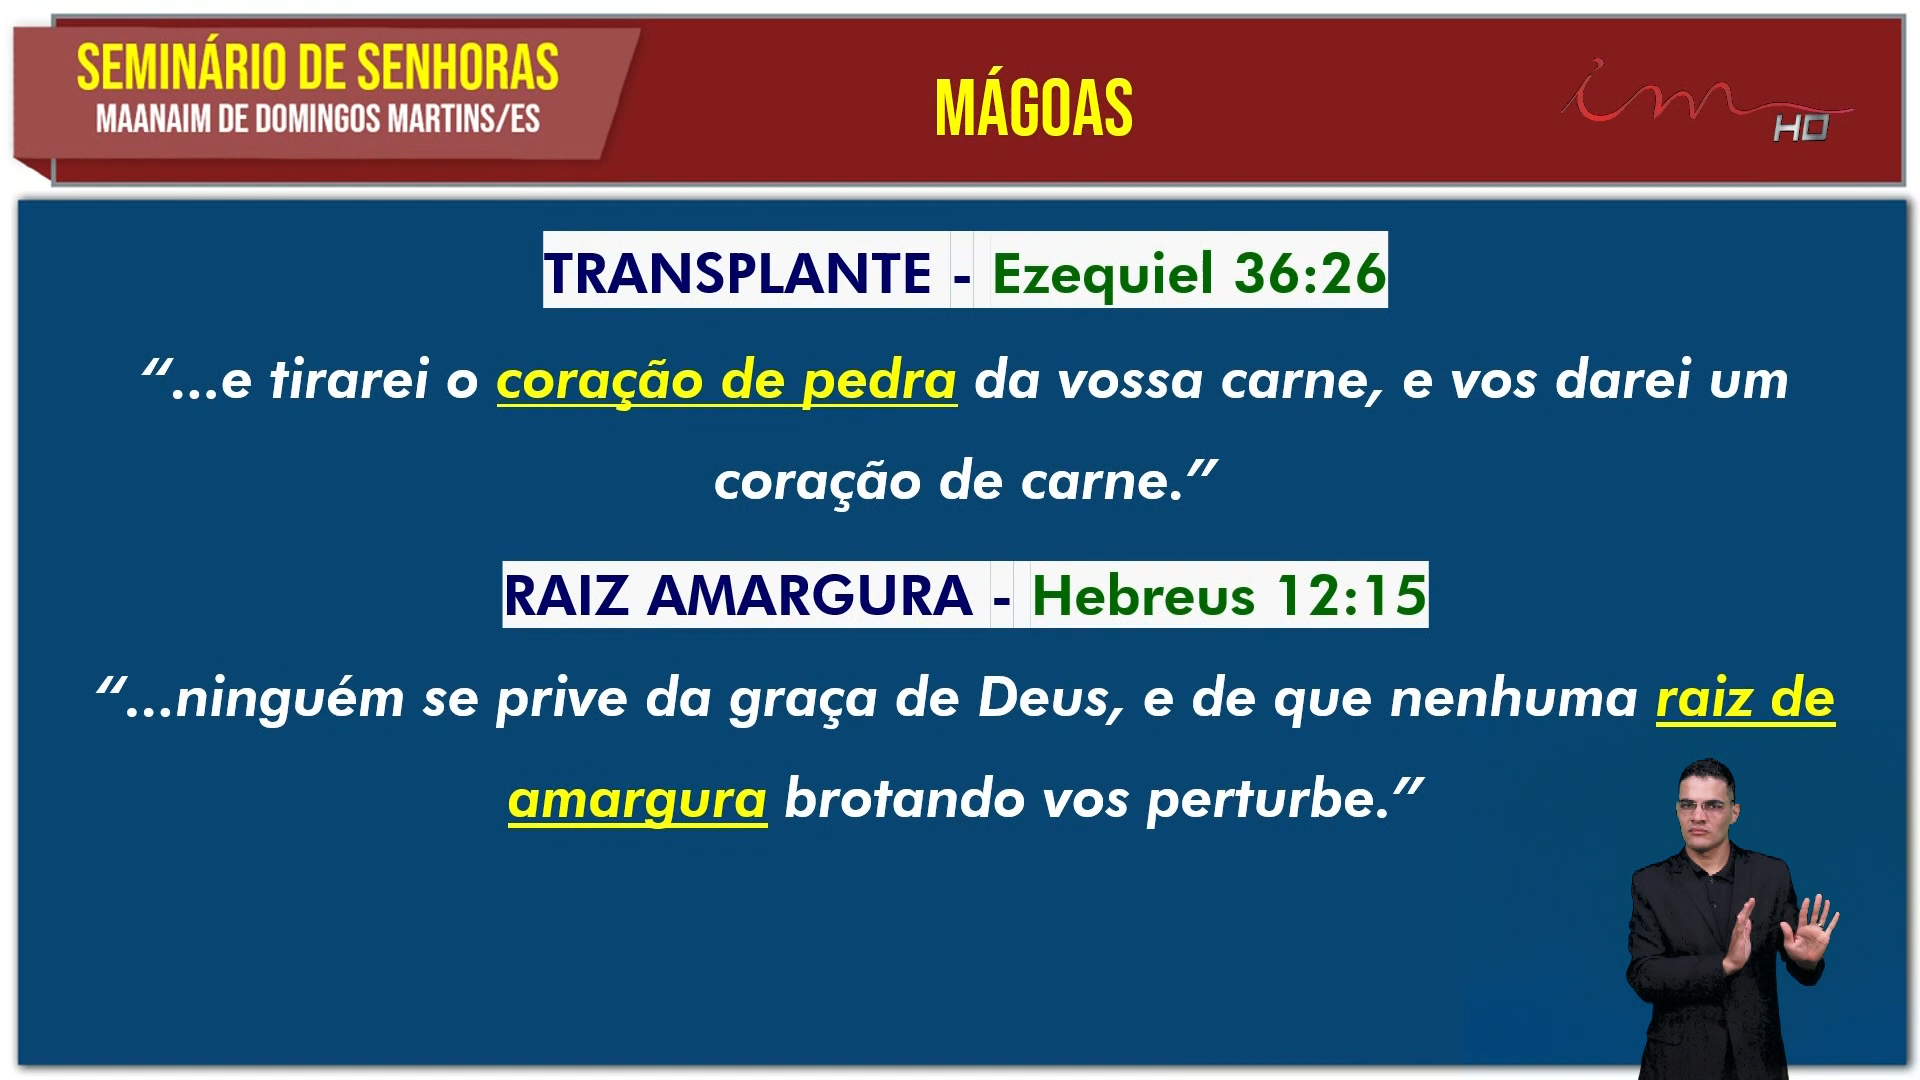 SEMINÁRIO DE SENHORAS
MAANAIM DE DOMINGOS MARTINS/ES
MÁGOAS
im
HD
TRANSPLANTE - Ezequiel 36:26
“...e tirarei o coração de pedra da vossa carne, e vos darei um
coração de carne.”
RAIZ AMARGURA - Hebreus 12:15
“...ninguém se prive da graça de Deus, e de que nenhuma raiz de
amargura brotando vos perturbe.”